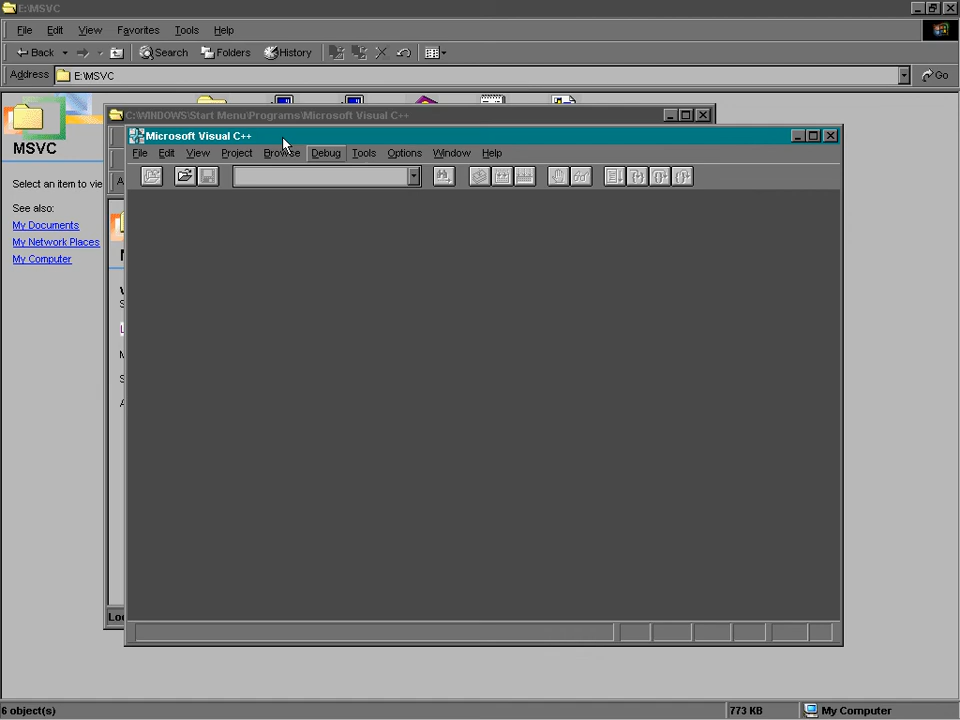 E:\MSVC
File Edit View Favorites Tools Help
Back Search Folders History
Address E:\MSVC Go
C:\WINDOWS\Start Menu\Programs\Microsoft Visual C++
Microsoft Visual C++
File Edit View Project Browse Debug Tools Options Window Help
MSVC
Select an item to vie
See also:
My Documents
My Network Places
My Computer
6 object(s) 773 KB My Computer